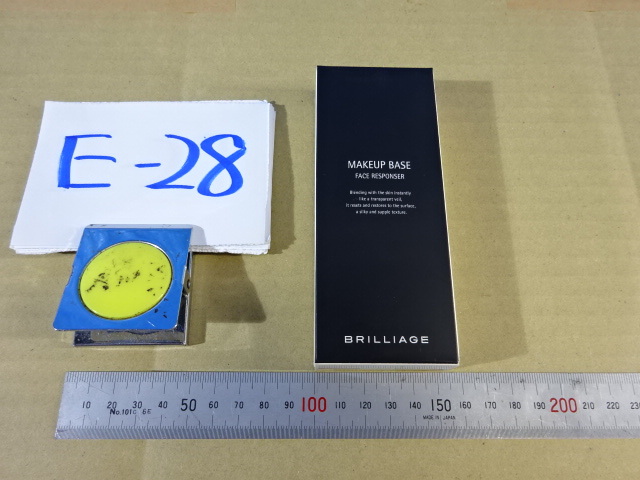 E-28
MAKEUP BASE
FACE RESPONSER
Blending with the skin instantly
like a transparent veil.
It resets and restores to the surface,
a silky and supple texture.
BRILLIAGE
10 20 30 40 50 60 70 80 90 100 110 120 130 140 150 160 170 180 190 200 210 220 230
MADE IN JAPAN